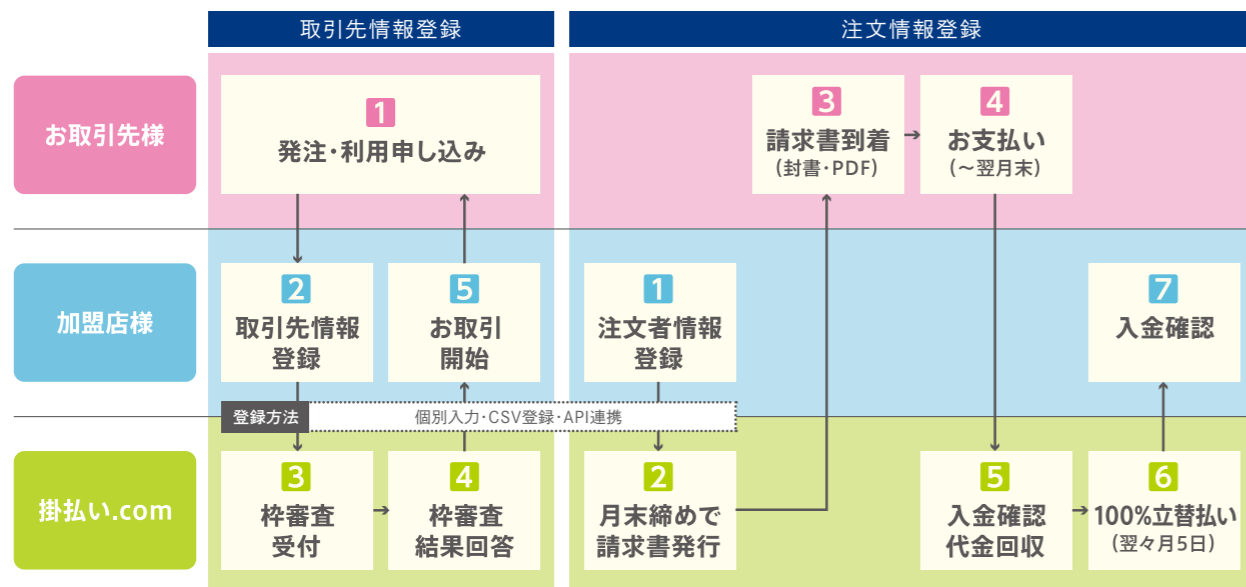 取引先情報登録
注文情報登録
お取引先様
1
発注・利用申し込み
3
請求書到着
(封書・PDF)
4
お支払い
(～翌月末)
加盟店様
2
取引先情報
登録
5
お取引
開始
1
注文者情報
登録
7
入金確認
登録方法
個別入力・CSV登録・API連携
掛払い.com
3
枠審査
受付
4
枠審査
結果回答
2
月末締めで
請求書発行
5
入金確認
代金回収
6
100%立替払い
(翌々月5日)